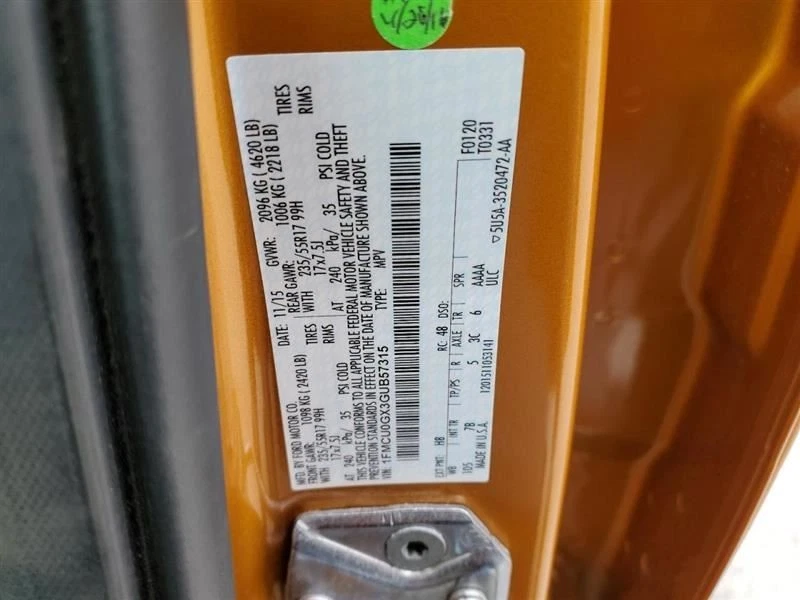 MFD. BY FORD MOTOR CO.
DATE: 11/15 GVWR: 2096 KG ( 4620 LB)
FRONT GAWR: 1098 KG ( 2420 LB) REAR GAWR: 1006 KG ( 2218 LB)
WITH 235/55R17 99H TIRES WITH 235/55R17 99H TIRES
17x7.5J RIMS 17x7.5J RIMS
AT 240 kPa/ 35 PSI COLD AT 240 kPa/ 35 PSI COLD
THIS VEHICLE CONFORMS TO ALL APPLICABLE FEDERAL MOTOR VEHICLE SAFETY AND THEFT
PREVENTION STANDARDS IN EFFECT ON THE DATE OF MANUFACTURE SHOWN ABOVE.
VIN: 1FMCU0GX3GUB57315 TYPE: MPV
F0120
T0331
EXT PNT: H8 RC: 48 DSO:
WB INT TR TP/PS R AXLE TR SPR
105 7B 5 3C 6 AAAA
ULC
MADE IN U.S.A. 1201511053141
5U5A-3520472-AA